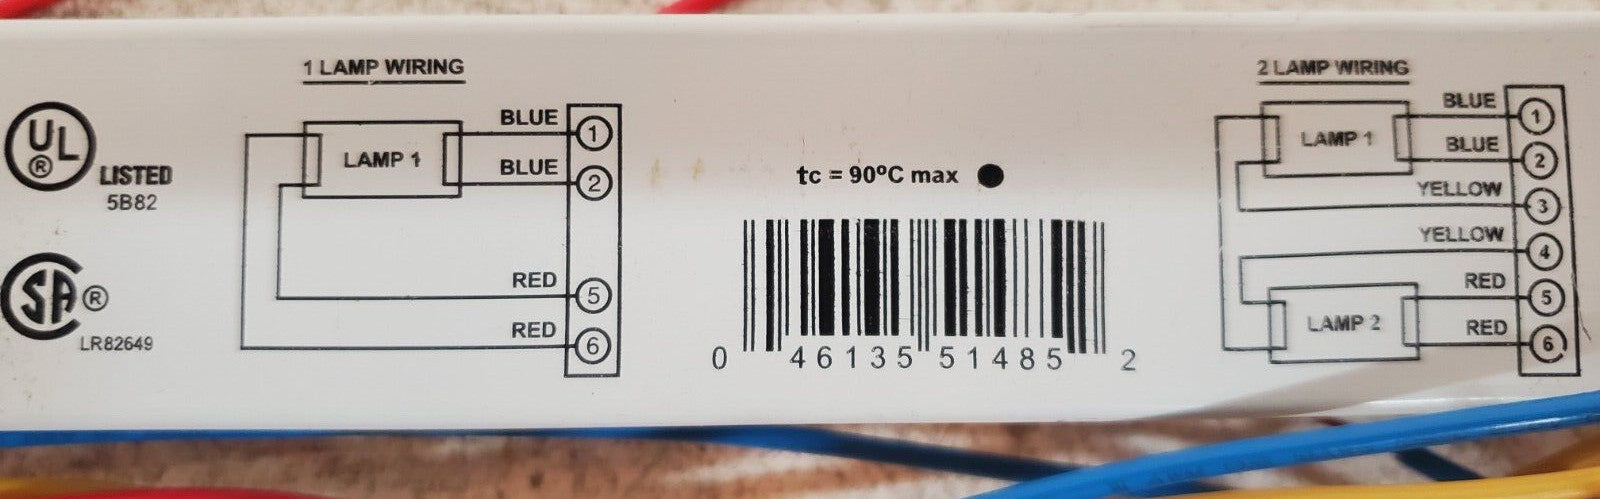 1 LAMP WIRING
UL
®
LISTED
5B82
SA ®
LR82649
LAMP 1
BLUE
1
BLUE
2
RED
5
RED
6
tc = 90ºC max
0 46135 51485 2
2 LAMP WIRING
LAMP 1
BLUE
1
BLUE
2
YELLOW
3
YELLOW
4
RED
5
LAMP 2
RED
6